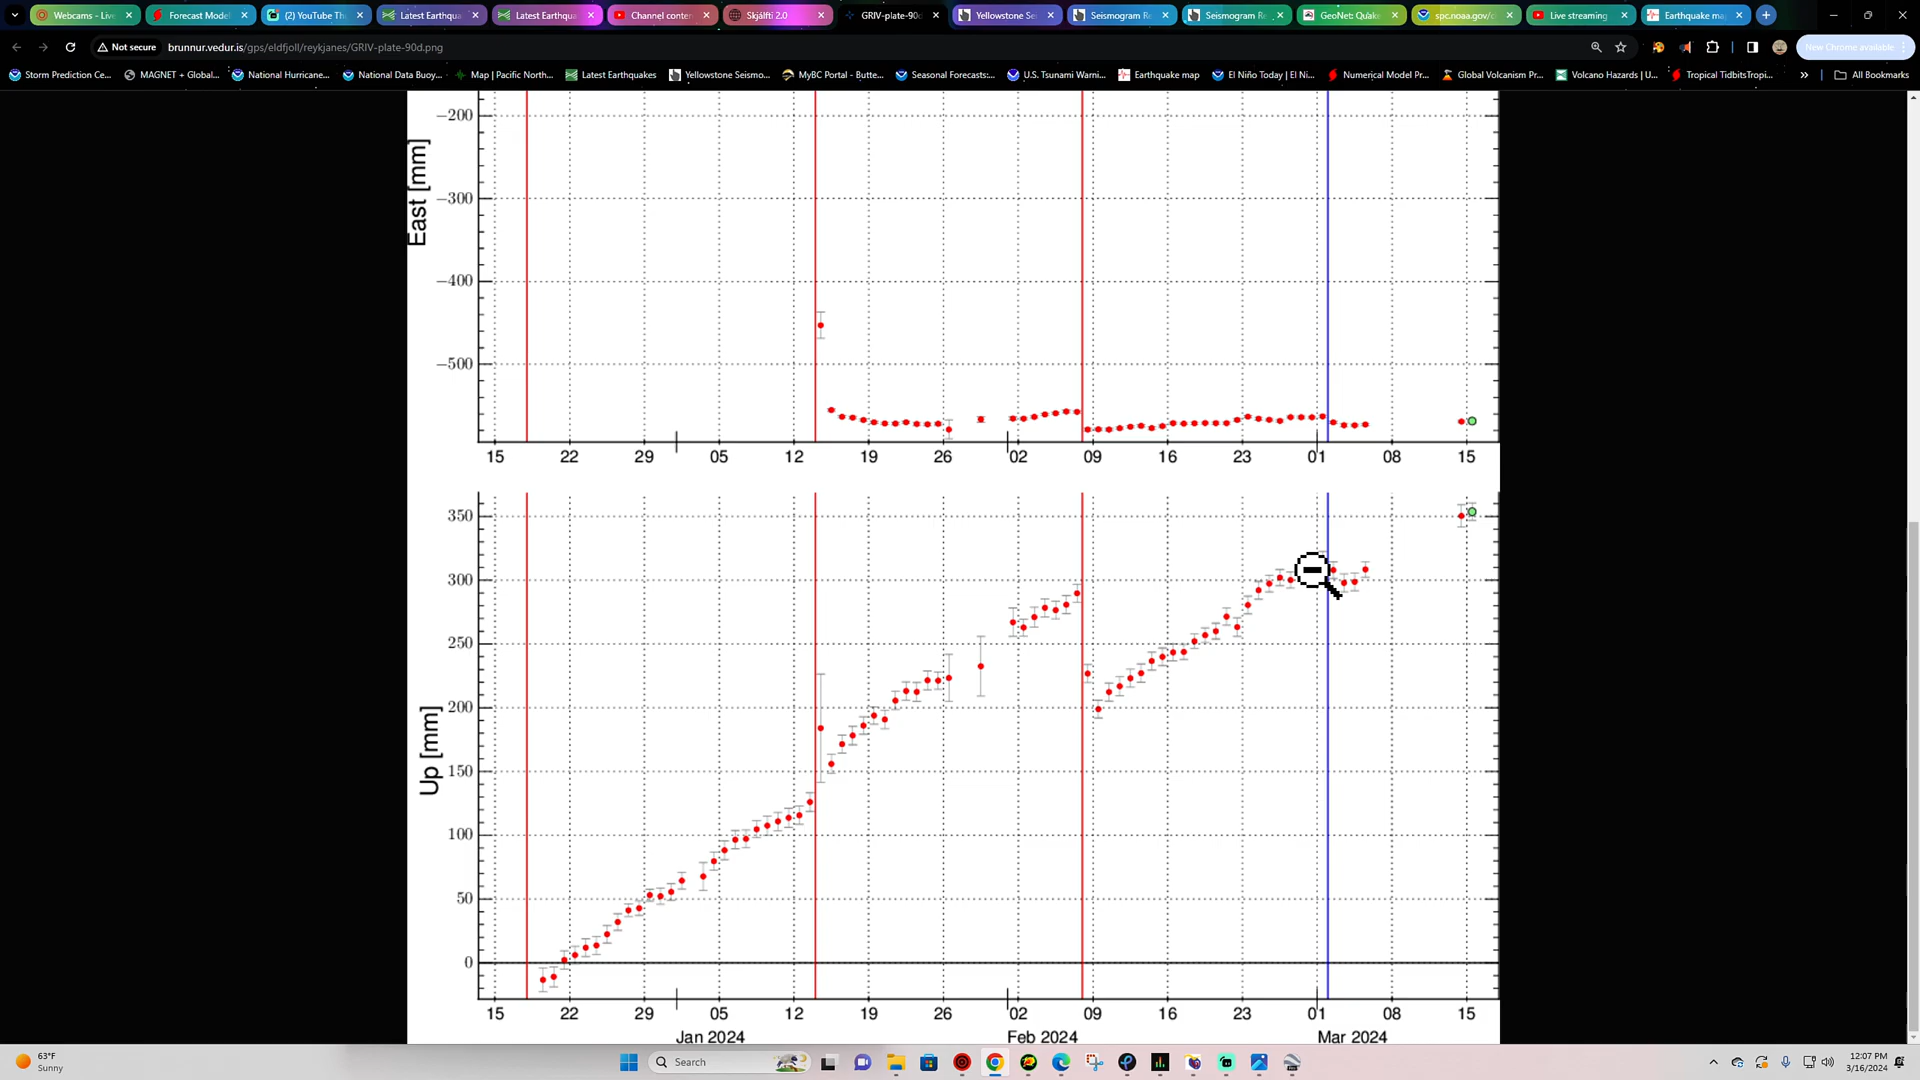 Webcams - Live
Forecast Model
(2) YouTube Th
Latest Earthqua
Latest Earthqua
Channel conten
Skjálfti 2.0
GRIV-plate-90d
Yellowstone Se
Seismogram Re
Seismogram Re
GeoNet: Quake
spc.noaa.gov/c
Live streaming
Earthquake ma
Not secure
brunnur.vedur.is/gps/eldfjoll/reykjanes/GRIV-plate-90d.png
New Chrome available
Storm Prediction Ce...
MAGNET + Global...
National Hurricane...
National Data Buoy...
Map | Pacific North...
Latest Earthquakes
Yellowstone Seismo...
MyBC Portal - Butte...
Seasonal Forecasts:...
U.S. Tsunami Warni...
Earthquake map
El Niño Today | El Ni...
Numerical Model Pr...
Global Volcanism Pr...
Volcano Hazards | U...
Tropical TidbitsTropi...
All Bookmarks
East [mm]
−200
−300
−400
−500
15 22 29 05 12 19 26 02 09 16 23 01 08 15
Up [mm]
350
300
250
200
150
100
50
0
15 22 29 05 12 19 26 02 09 16 23 01 08 15
Jan 2024 Feb 2024 Mar 2024
63°F
Sunny
Search
12:07 PM
3/16/2024